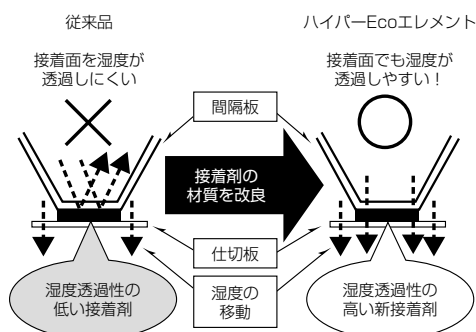 従来品
接着面を湿度が
透過しにくい
ハイパーEcoエレメント
接着面でも湿度が
透過しやすい！
間隔板
接着剤の
材質を改良
仕切板
湿度の
移動
湿度透過性の
低い接着剤
湿度透過性の
高い新接着剤